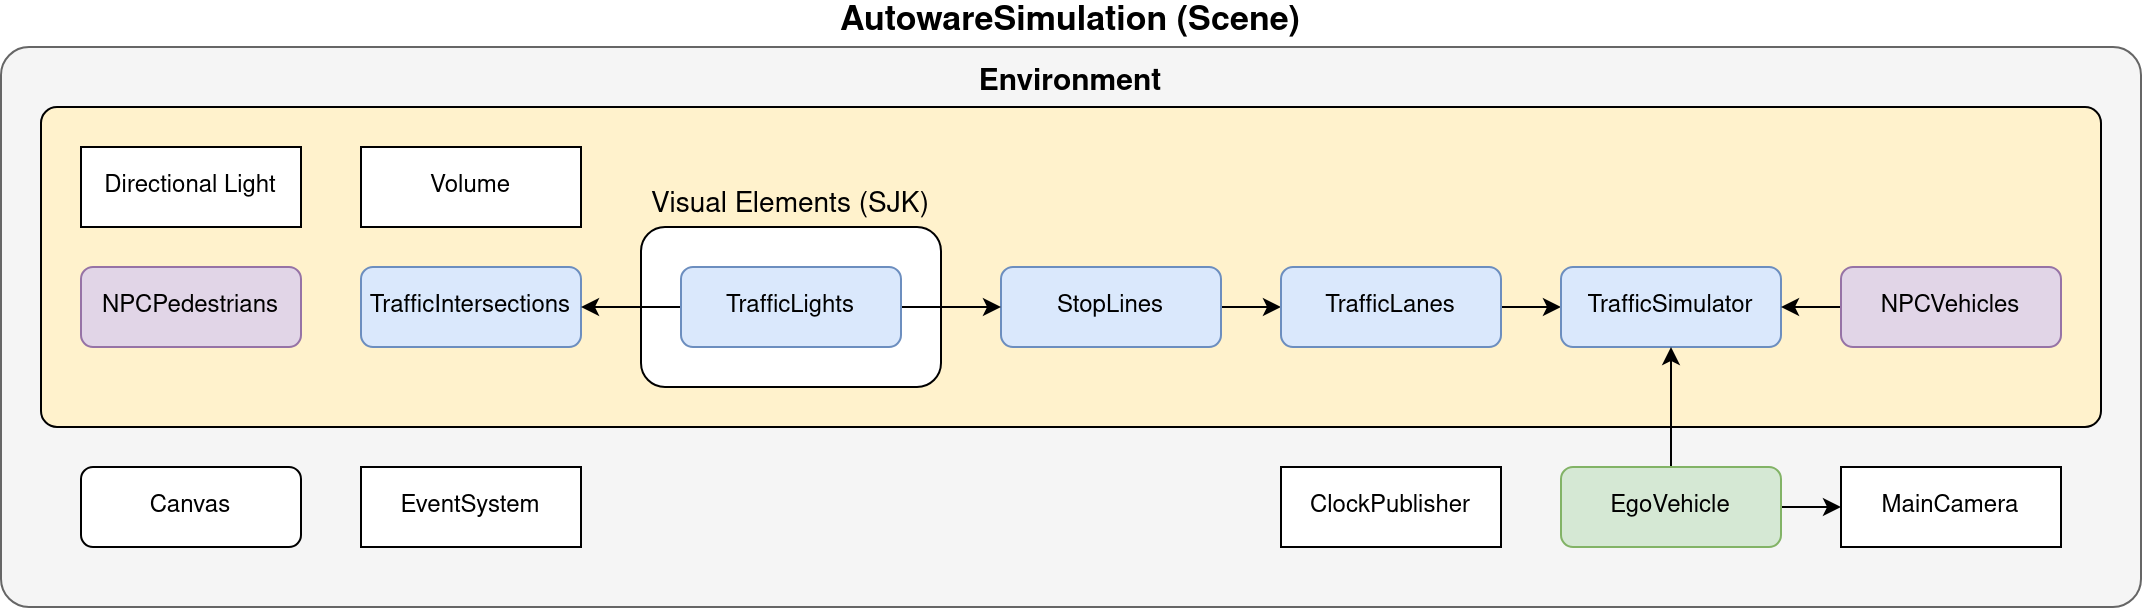 AutowareSimulation (Scene)
Environment
Directional Light
Volume
Visual Elements (SJK)
NPCPedestrians
TrafficIntersections
TrafficLights
StopLines
TrafficLanes
TrafficSimulator
NPCVehicles
Canvas
EventSystem
ClockPublisher
EgoVehicle
MainCamera